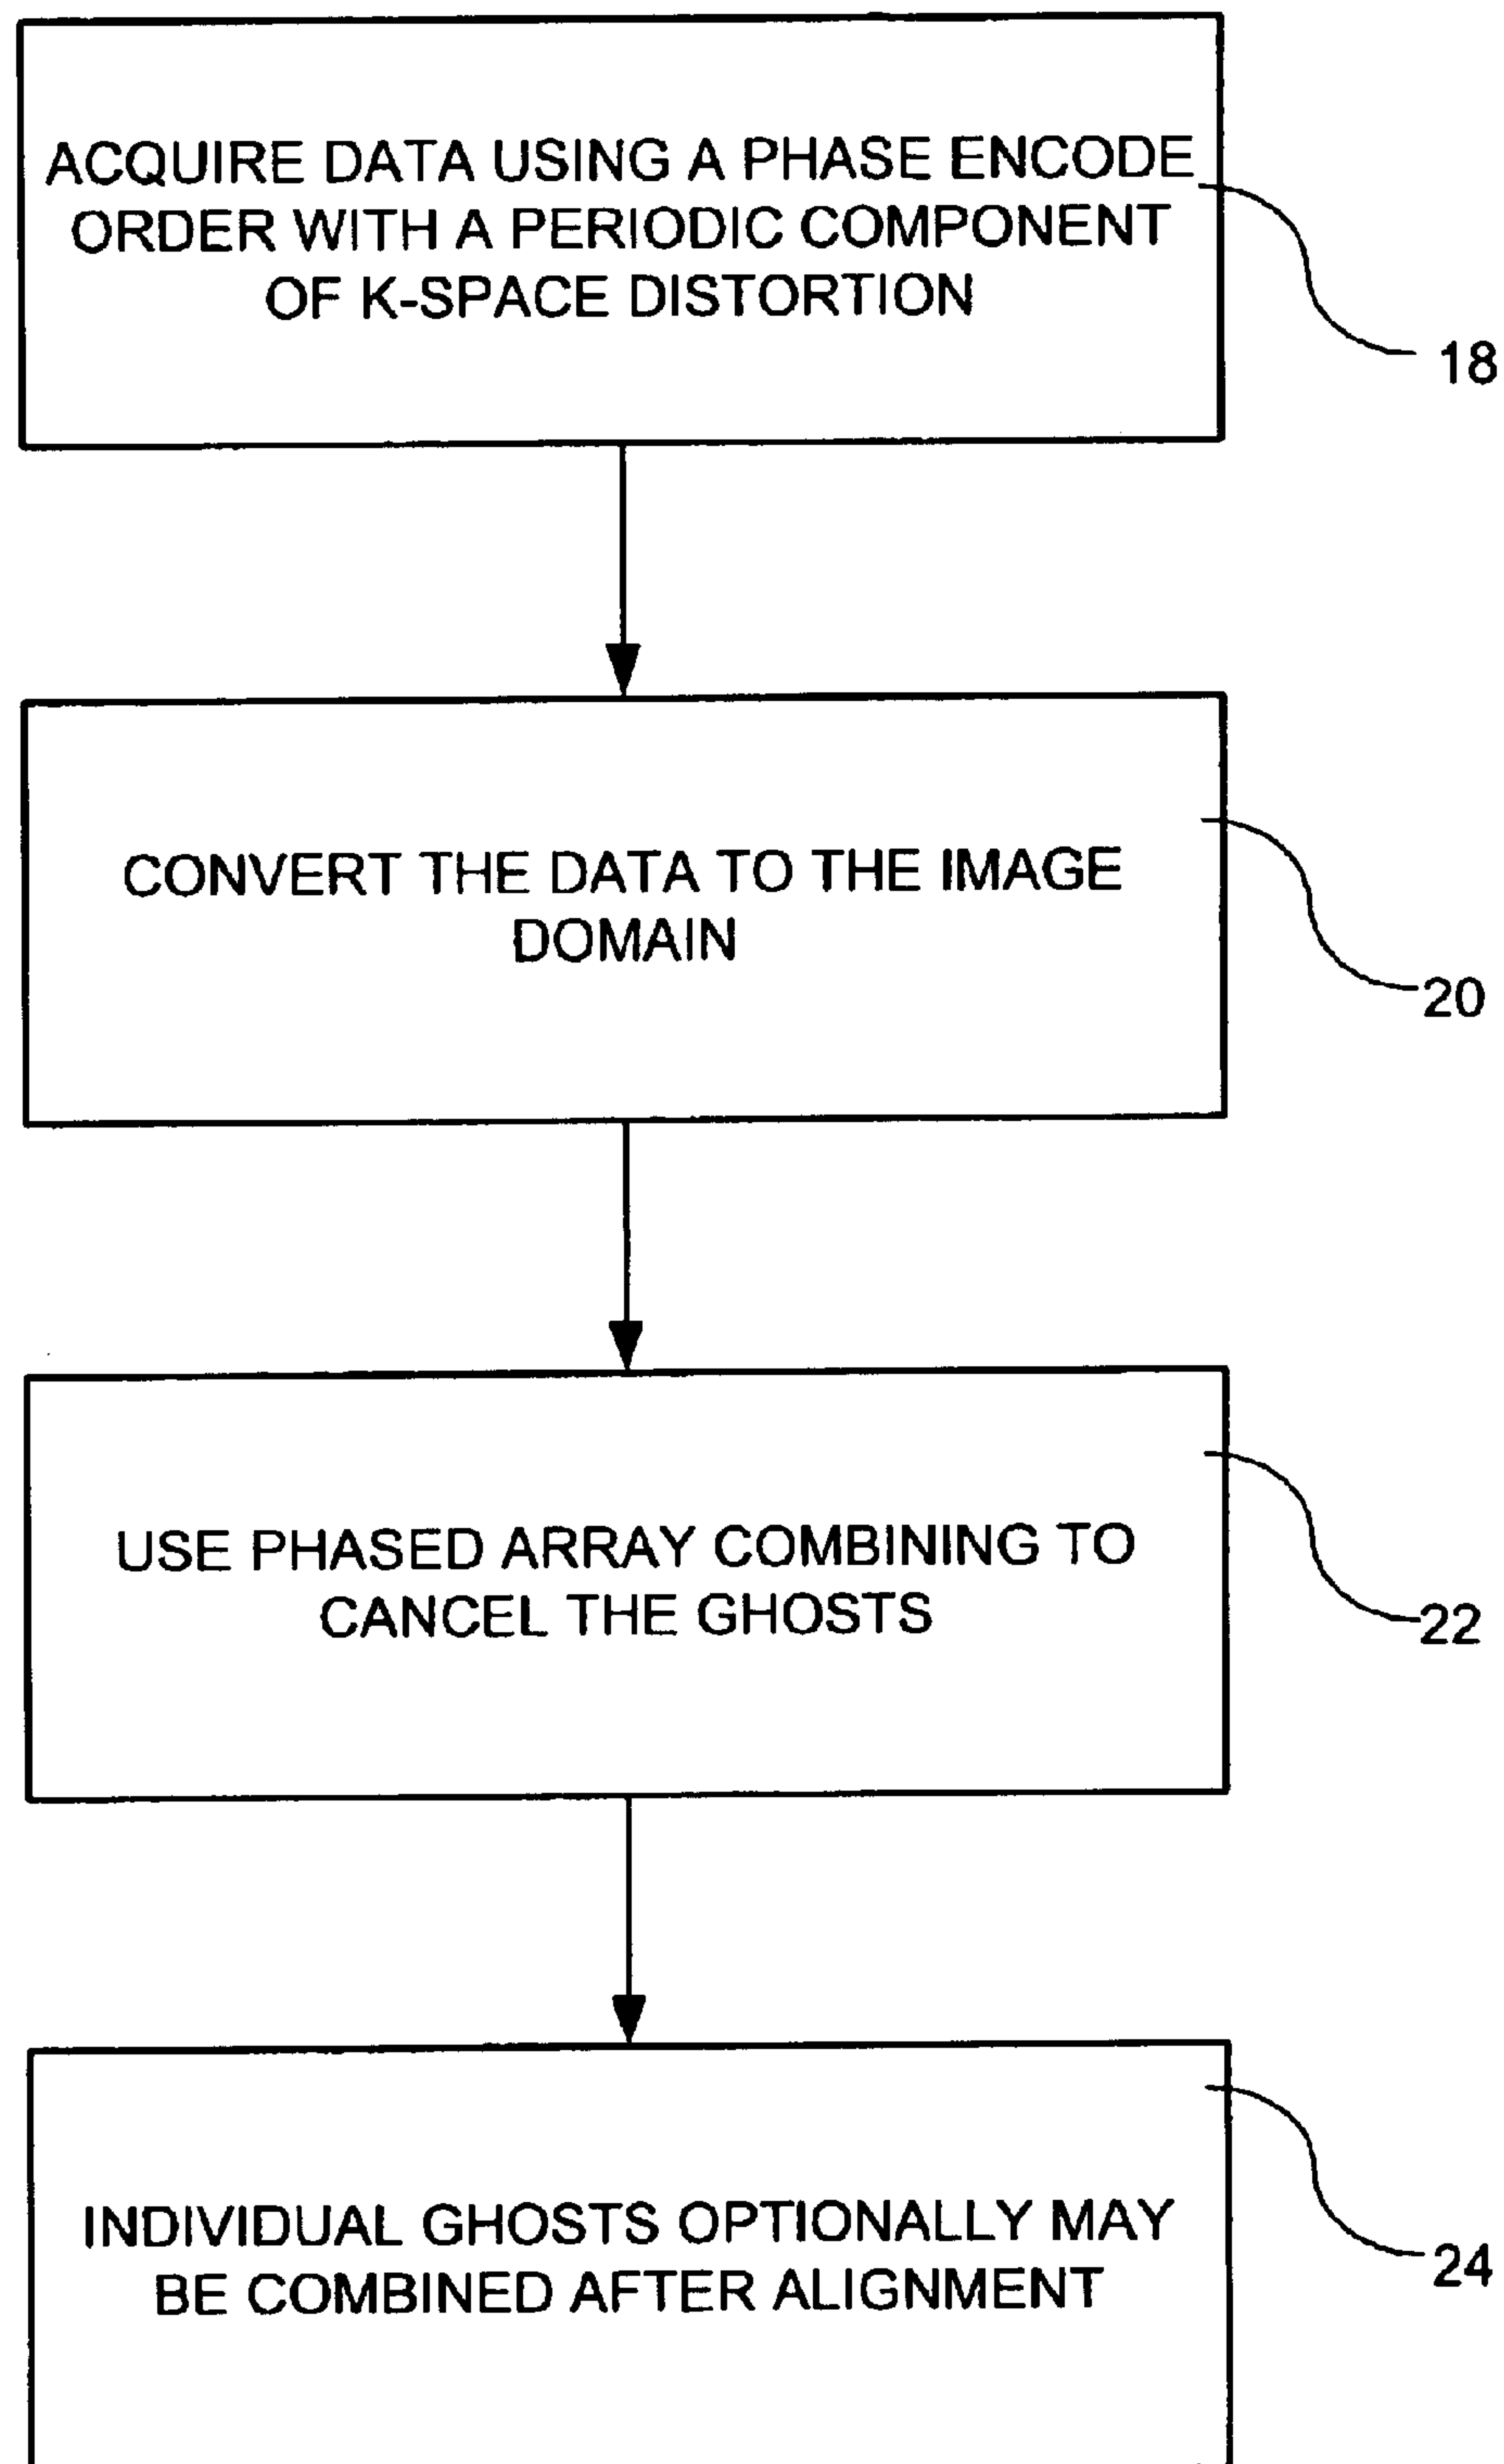 ACQUIRE DATA USING A PHASE ENCODE
ORDER WITH A PERIODIC COMPONENT
OF K-SPACE DISTORTION
18
CONVERT THE DATA TO THE IMAGE
DOMAIN
20
USE PHASED ARRAY COMBINING TO
CANCEL THE GHOSTS
22
INDIVIDUAL GHOSTS OPTIONALLY MAY
BE COMBINED AFTER ALIGNMENT
24